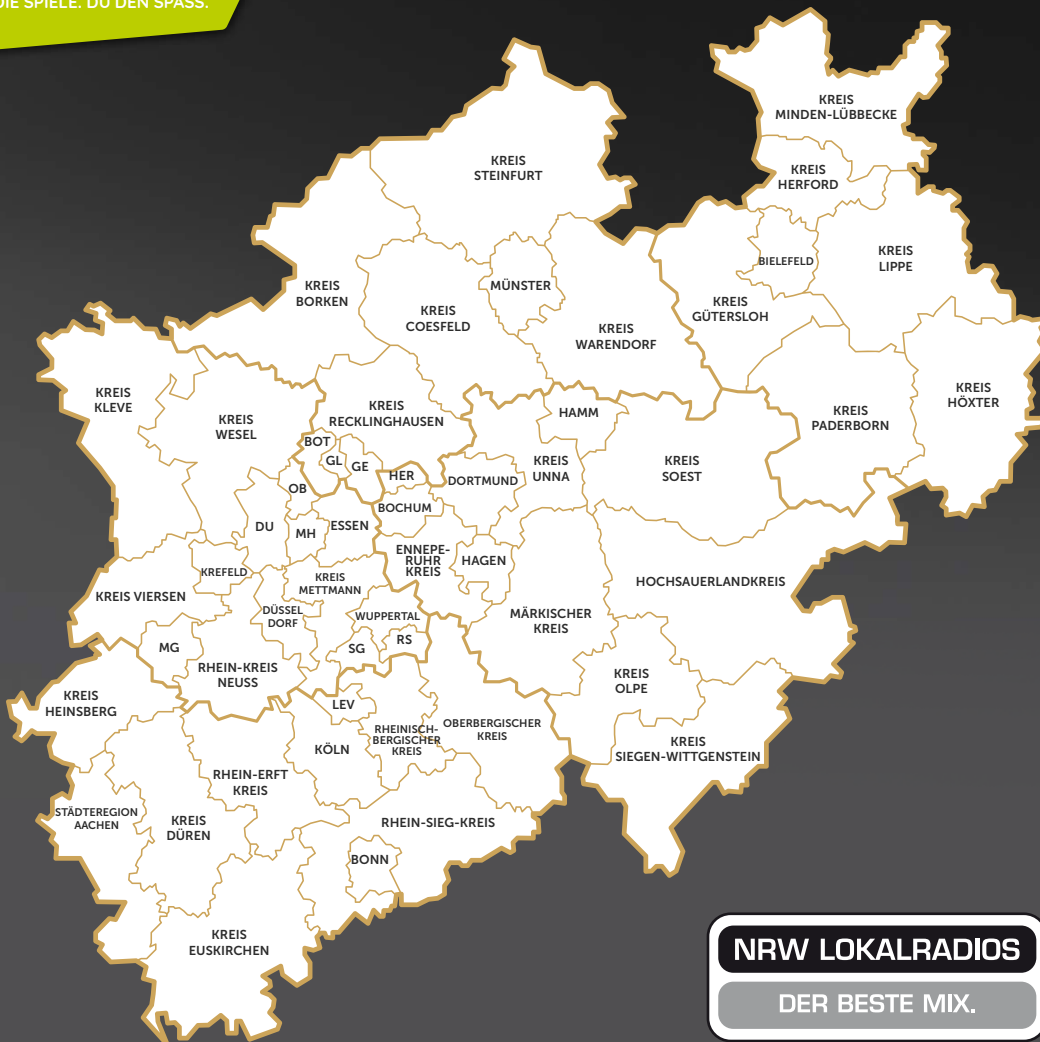 DIE SPIELE. DU DEN SPASS.
KREIS
MINDEN-LÜBBECKE
KREIS
HERFORD
KREIS
STEINFURT
BIELEFELD
KREIS
LIPPE
KREIS
BORKEN
MÜNSTER
KREIS
GÜTERSLOH
KREIS
COESFELD
KREIS
WARENDORF
KREIS
KLEVE
KREIS
WESEL
KREIS
RECKLINGHAUSEN
HAMM
KREIS
PADERBORN
KREIS
HÖXTER
BOT
GL
GE
HER
DORTMUND
KREIS
UNNA
KREIS
SOEST
OB
BOCHUM
DU
MH
ESSEN
ENNEPE-
RUHR
KREIS
HAGEN
KREFELD
KREIS
METTMANN
HOCHSAUERLANDKREIS
KREIS VIERSEN
DÜSSEL
DORF
WUPPERTAL
MÄRKISCHER
KREIS
MG
SG
RS
RHEIN-KREIS
NEUSS
KREIS
OLPE
KREIS
HEINSBERG
LEV
KÖLN
RHEINISCH-
BERGISCHER
KREIS
OBERBERGISCHER
KREIS
KREIS
SIEGEN-WITTGENSTEIN
RHEIN-ERFT
KREIS
STÄDTEREGION
AACHEN
KREIS
DÜREN
RHEIN-SIEG-KREIS
BONN
KREIS
EUSKIRCHEN
NRW LOKALRADIOS
DER BESTE MIX.